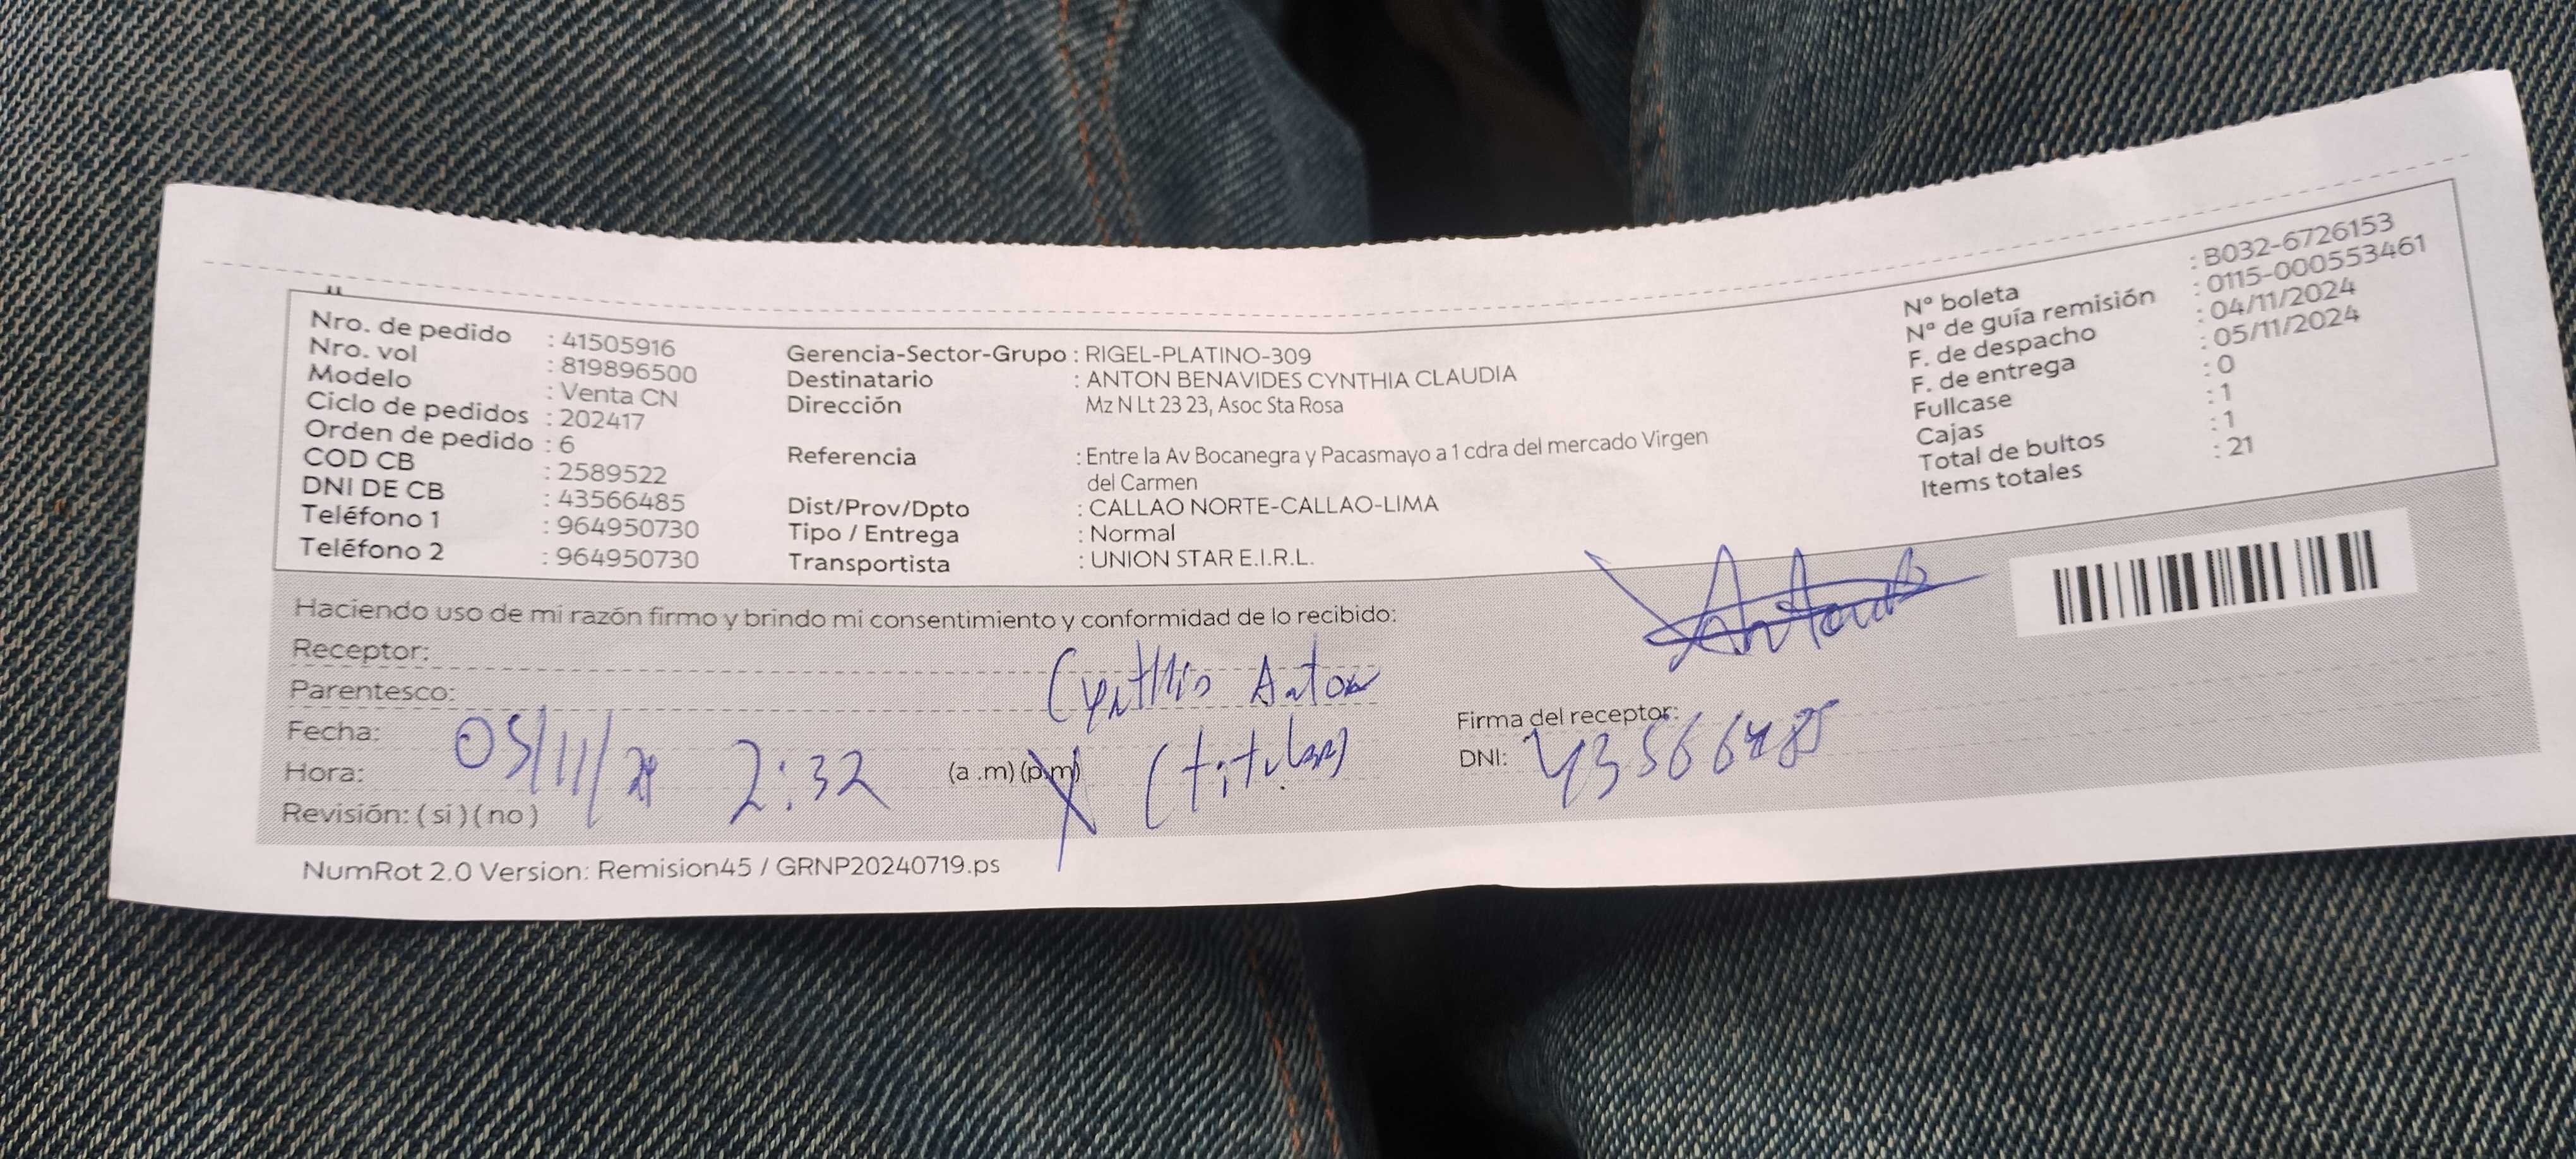 Nro. de pedido : 41505916
Nro. vol : 819896500
Modelo : Venta CN
Ciclo de pedidos : 202417
Orden de pedido : 6
COD CB : 2589522
DNI DE CB : 43566485
Teléfono 1 : 964950730
Teléfono 2 : 964950730
Gerencia-Sector-Grupo : RIGEL-PLATINO-309
Destinatario : ANTON BENAVIDES CYNTHIA CLAUDIA
Dirección Mz N Lt 23 23, Asoc Sta Rosa
Referencia : Entre la Av Bocanegra y Pacasmayo a 1 cdra del mercado Virgen
del Carmen
Dist/Prov/Dpto : CALLAO NORTE-CALLAO-LIMA
Tipo / Entrega : Normal
Transportista : UNION STAR E.I.R.L.
N° boleta : B032-6726153
N° de guía remisión : 0115-000553461
F. de despacho : 04/11/2024
F. de entrega : 05/11/2024
Fullcase : 0
Cajas : 1
Total de bultos : 1
Items totales : 21
Haciendo uso de mi razón firmo y brindo mi consentimiento y conformidad de lo recibido:
Receptor: Cynthia Anton
Parentesco: (titular)
Fecha: 05/11/24
Hora: 2:32 (a .m) (p.m)
Revisión: ( si ) ( no )
Firma del receptor:
DNI: 43566485
NumRot 2.0 Version: Remision45 / GRNP20240719.ps